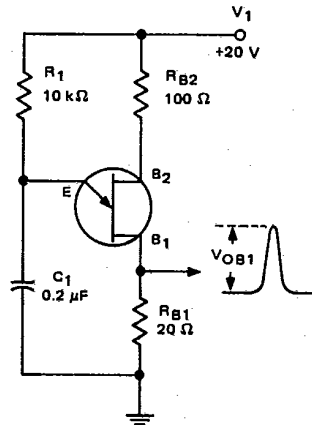 V1
+20 V
R1
10 kΩ
RB2
100 Ω
E
B2
B1
VOB1
C1
0.2 µF
RB1
20 Ω